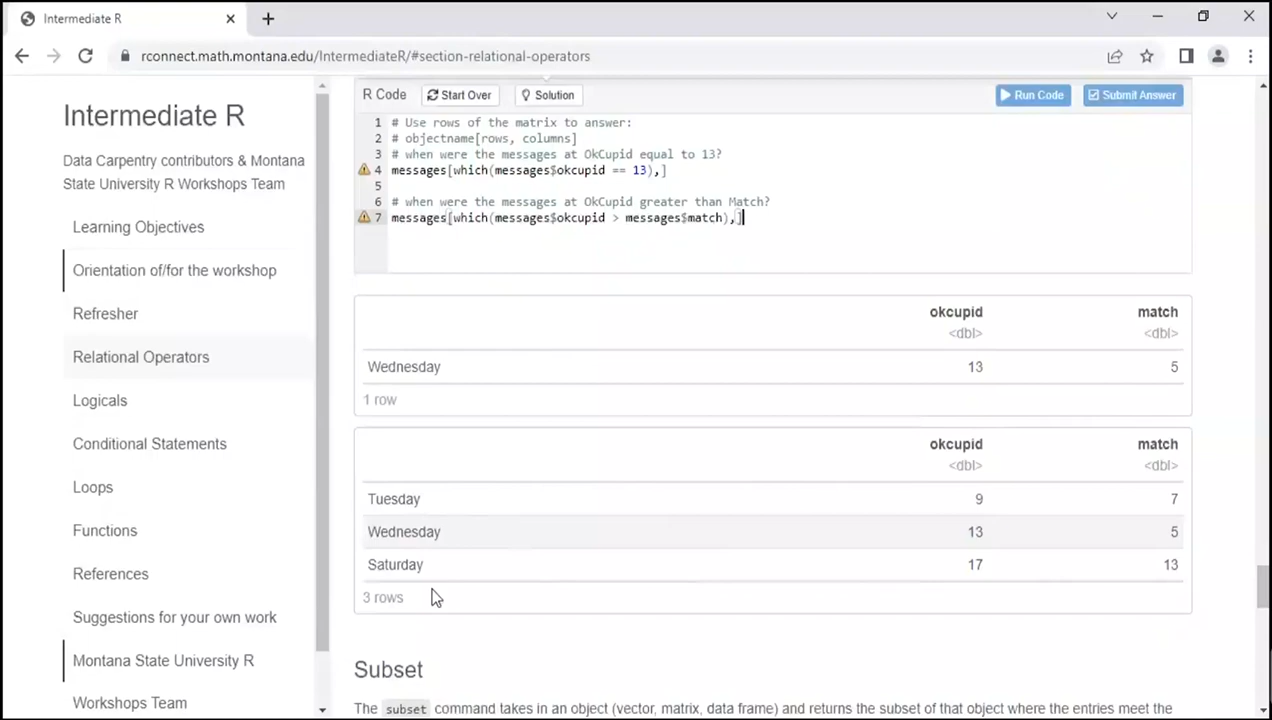 Intermediate R
rconnect.math.montana.edu/IntermediateR/#section-relational-operators
Intermediate R
Data Carpentry contributors & Montana
State University R Workshops Team
Learning Objectives
Orientation of/for the workshop
Refresher
Relational Operators
Logicals
Conditional Statements
Loops
Functions
References
Suggestions for your own work
Montana State University R
Workshops Team
R Code Start Over Solution Run Code Submit Answer
1 # Use rows of the matrix to answer:
2 # objectname[rows, columns]
3 # when were the messages at OkCupid equal to 13?
4 messages[which(messages$okcupid == 13),]
5
6 # when were the messages at OkCupid greater than Match?
7 messages[which(messages$okcupid > messages$match),]
okcupid match
<dbl> <dbl>
Wednesday 13 5
1 row
okcupid match
<dbl> <dbl>
Tuesday 9 7
Wednesday 13 5
Saturday 17 13
3 rows
Subset
The subset command takes in an object (vector, matrix, data frame) and returns the subset of that object where the entries meet the